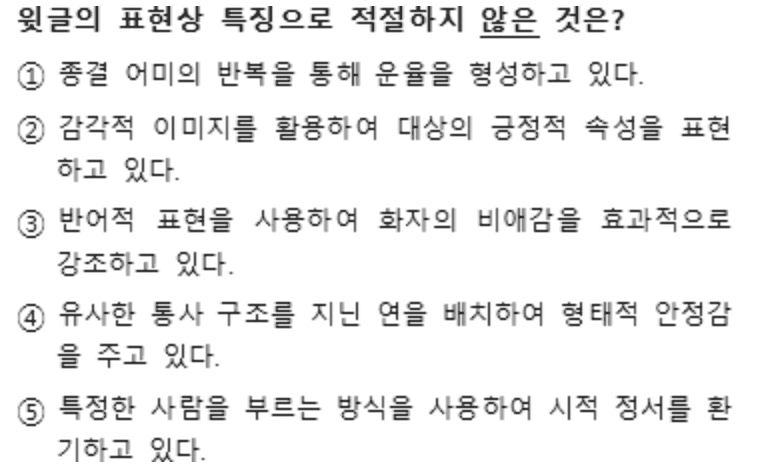 윗글의 표현상 특징으로 적절하지 않은 것은?
① 종결 어미의 반복을 통해 운율을 형성하고 있다.
② 감각적 이미지를 활용하여 대상의 긍정적 속성을 표현
하고 있다.
③ 반어적 표현을 사용하여 화자의 비애감을 효과적으로
강조하고 있다.
④ 유사한 통사 구조를 지닌 연을 배치하여 형태적 안정감
을 주고 있다.
⑤ 특정한 사람을 부르는 방식을 사용하여 시적 정서를 환
기하고 있다.